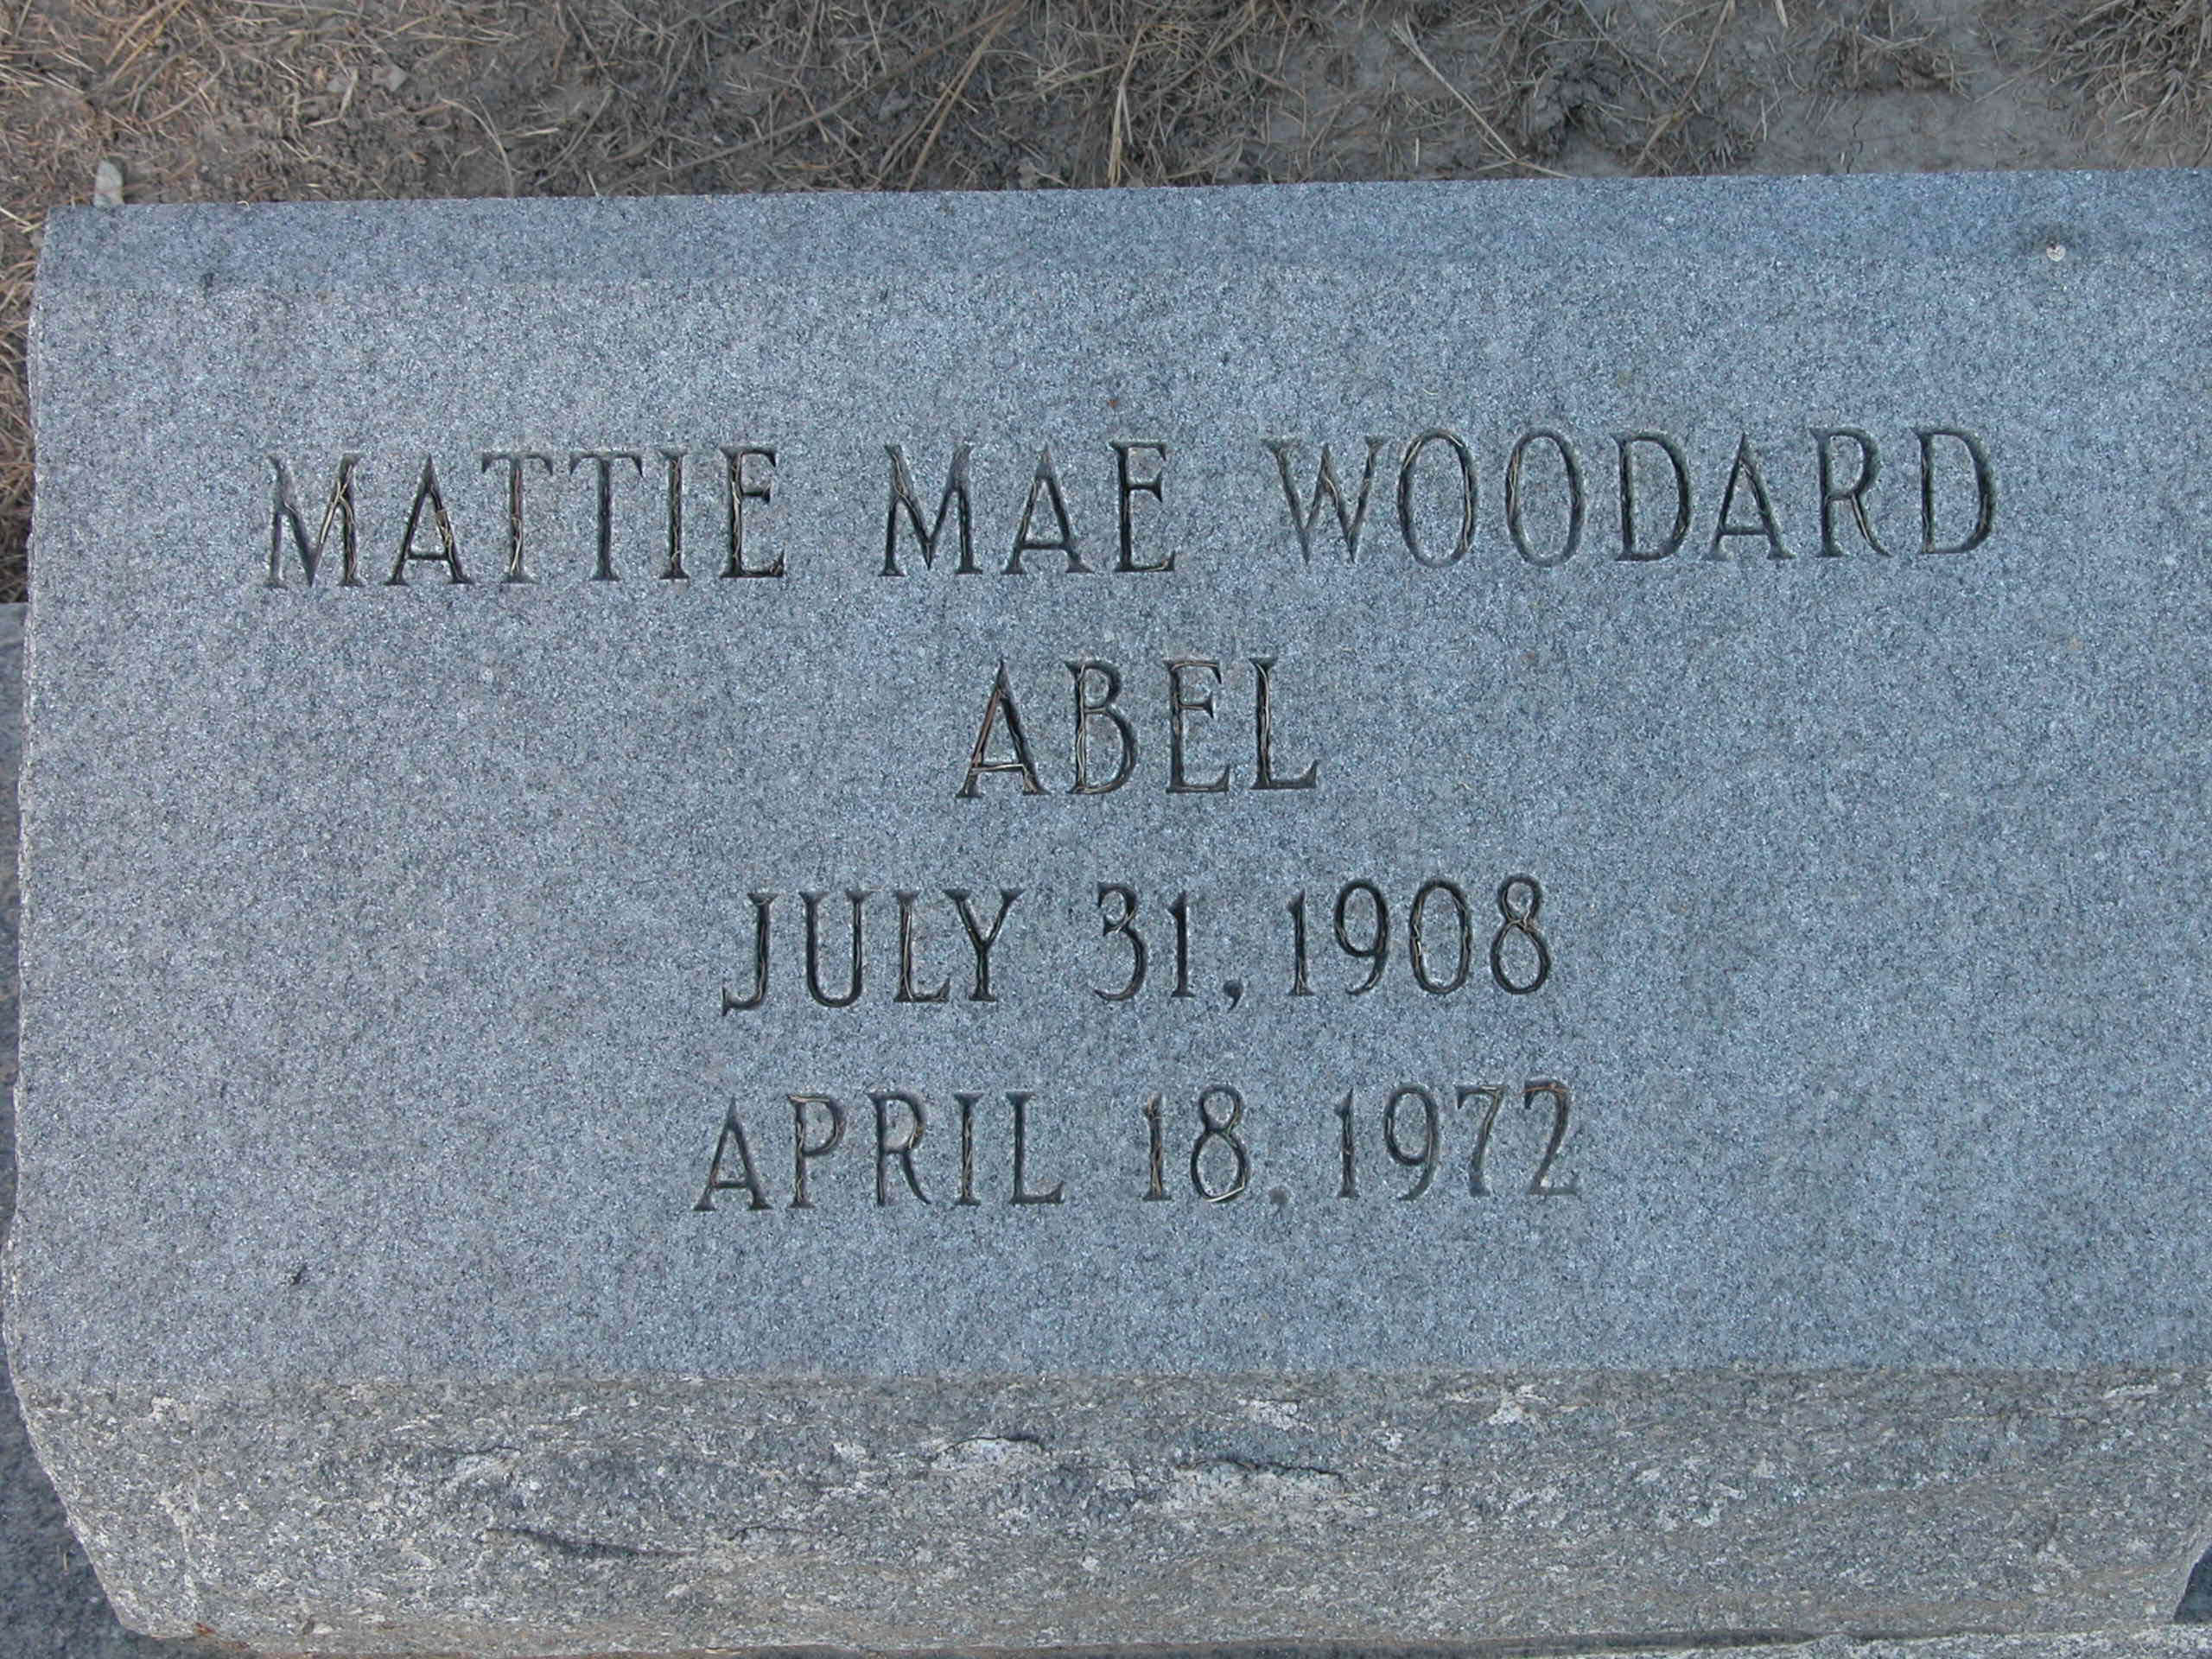 MATTIE MAE WOODARD
ABEL
JULY 31, 1908
APRIL 18, 1972